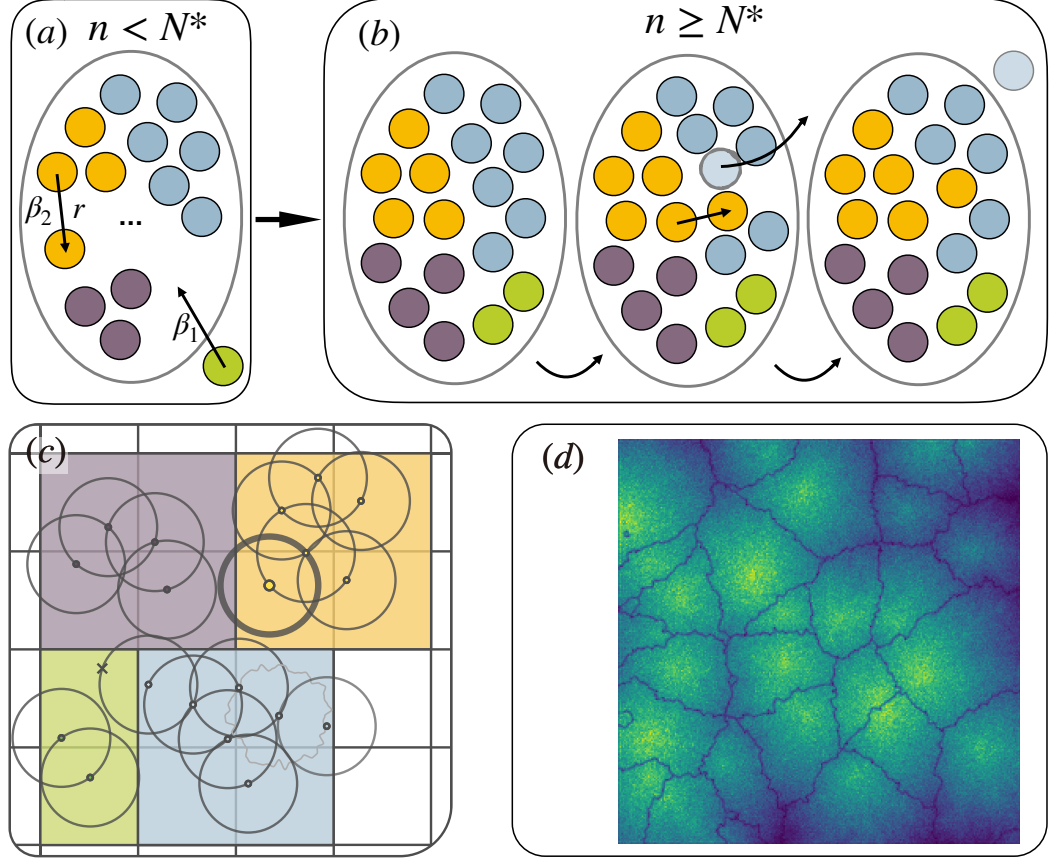 (a) n < N*
β₂ r
...
β₁
(b) n ≥ N*
(c)
(d)